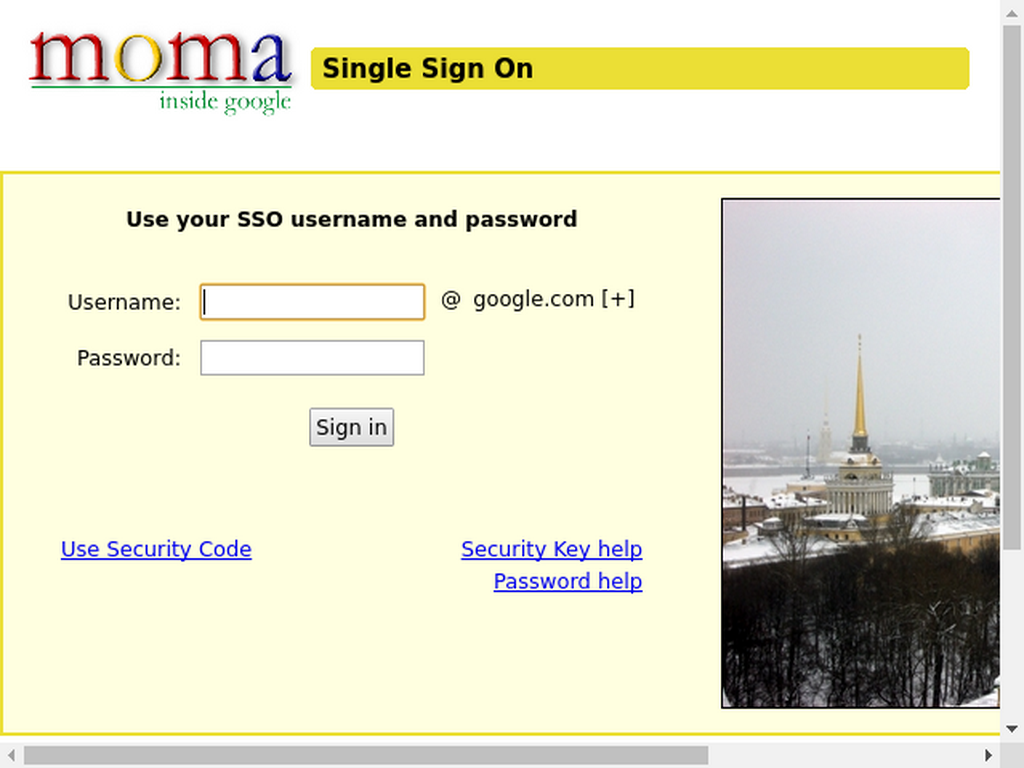 moma
inside google
Single Sign On
Use your SSO username and password
Username:
@ google.com [+]
Password:
Sign in
Use Security Code
Security Key help
Password help